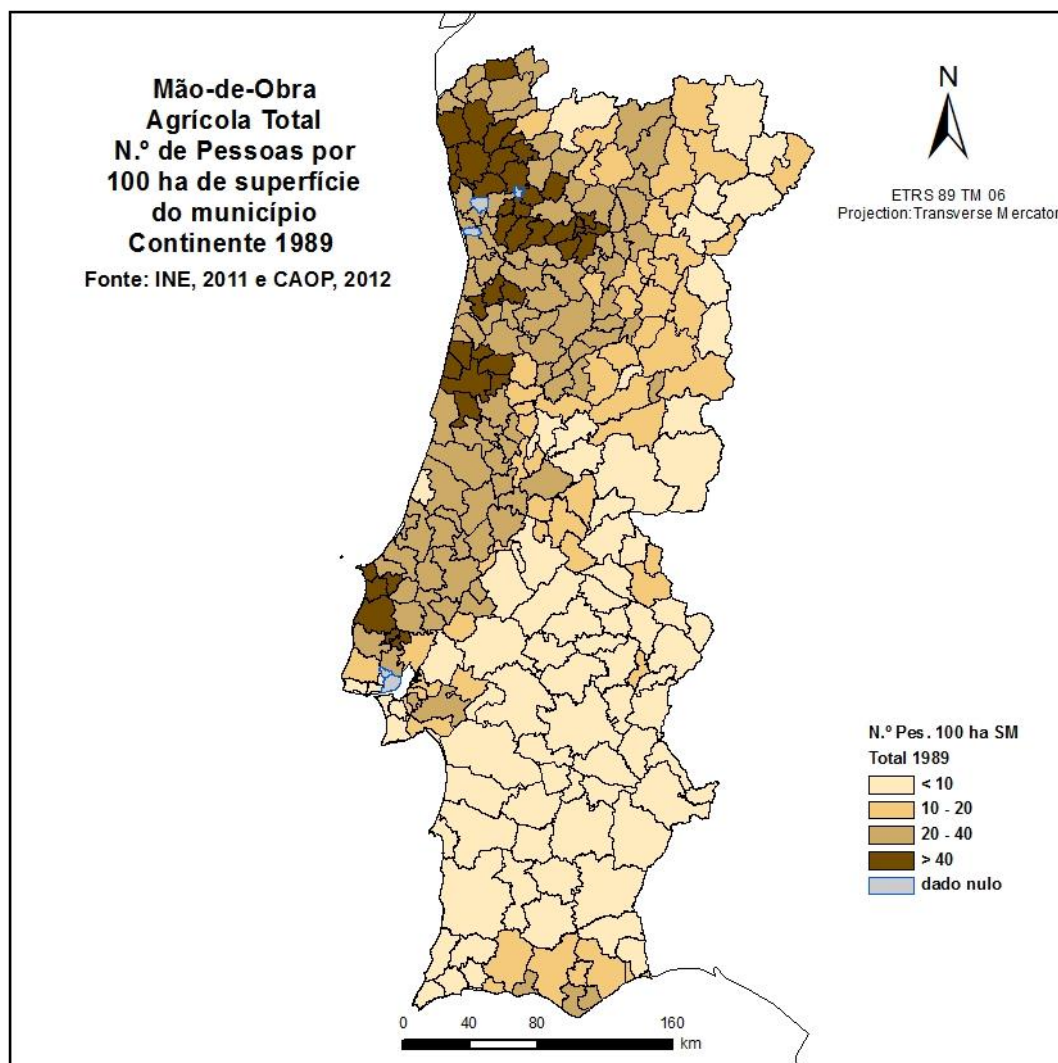 Mão-de-Obra
Agrícola Total
N.º de Pessoas por
100 ha de superfície
do município
Continente 1989
Fonte: INE, 2011 e CAOP, 2012
N
ETRS 89 TM 06
Projection:Transverse Mercator
N.º Pes. 100 ha SM
Total 1989
< 10
10 - 20
20 - 40
> 40
dado nulo
0 40 80 160
km